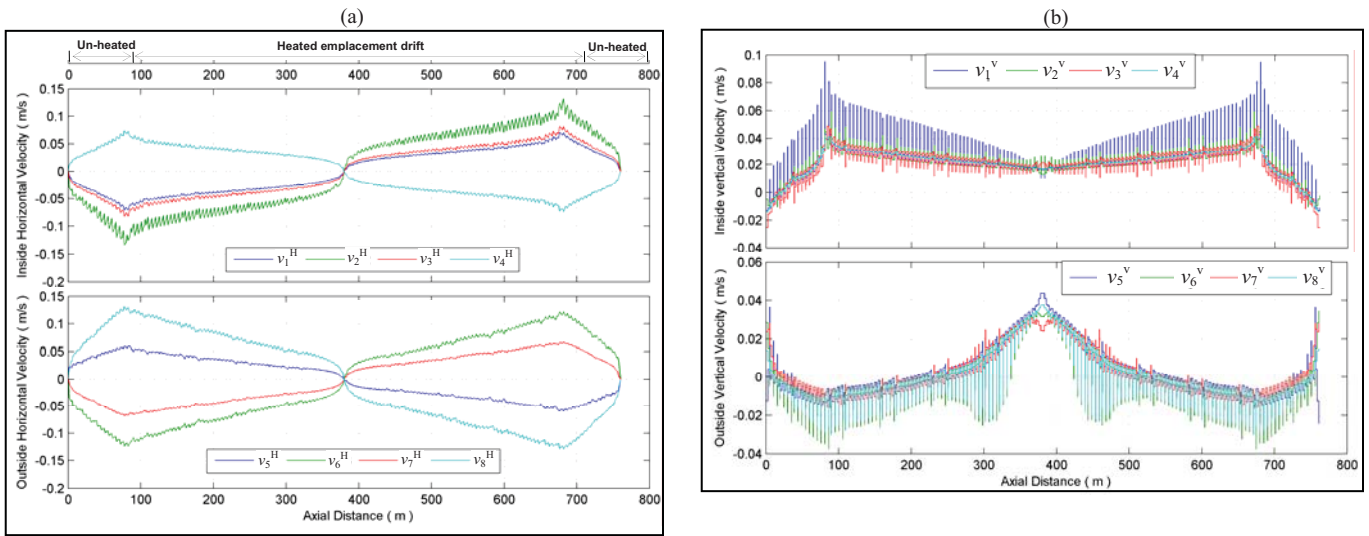 (a)
Un-heated Heated emplacement drift Un-heated
0 100 200 300 400 500 600 700 800
Inside Horizontal Velocity ( m/s )
0.15
0.1
0.05
0
-0.05
-0.1
-0.15
-0.2
v₁ᴴ v₂ᴴ v₃ᴴ v₄ᴴ
Outside Horizontal Velocity ( m/s )
0.15
0.1
0.05
0
-0.05
-0.1
-0.15
-0.2
v₅ᴴ v₆ᴴ v₇ᴴ v₈ᴴ
0 100 200 300 400 500 600 700 800
Axial Distance ( m )
(b)
Inside vertical Velocity ( m/s )
0.1
0.08
0.06
0.04
0.02
0
-0.02
-0.04
v₁ⱽ v₂ⱽ v₃ⱽ v₄ⱽ
Outside Vertical Velocity ( m/s )
0.06
0.04
0.02
0
-0.02
-0.04
v₅ⱽ v₆ⱽ v₇ⱽ v₈ⱽ
0 100 200 300 400 500 600 700 800
Axial Distance ( m )